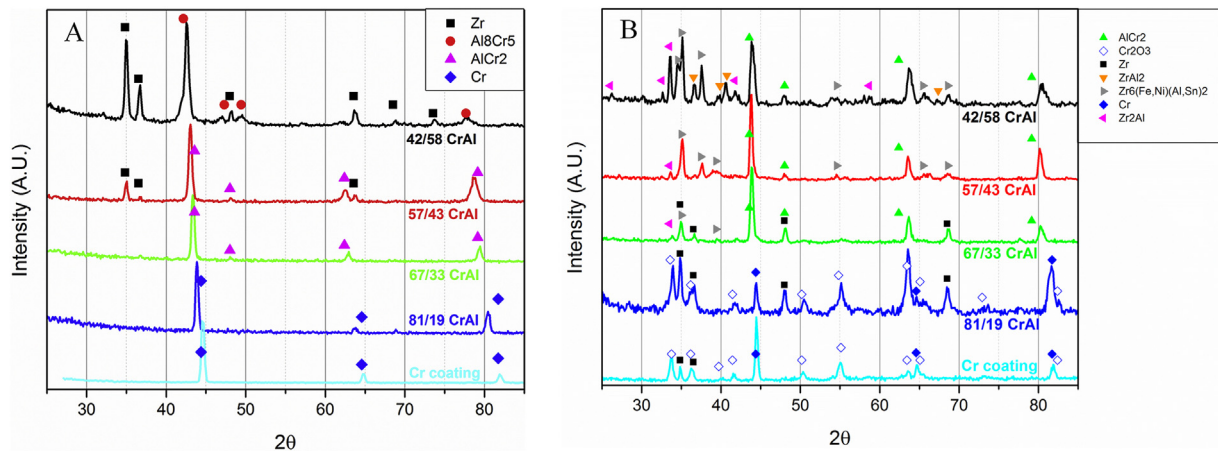 A
Zr
Al8Cr5
AlCr2
Cr
42/58 CrAl
57/43 CrAl
67/33 CrAl
81/19 CrAl
Cr coating
Intensity (A.U.)
30 40 50 60 70 80
2θ
B
AlCr2
Cr2O3
Zr
ZrAl2
Zr6(Fe,Ni)(Al,Sn)2
Cr
Zr2Al
42/58 CrAl
57/43 CrAl
67/33 CrAl
81/19 CrAl
Cr coating
Intensity (A.U.)
30 40 50 60 70 80
2θ